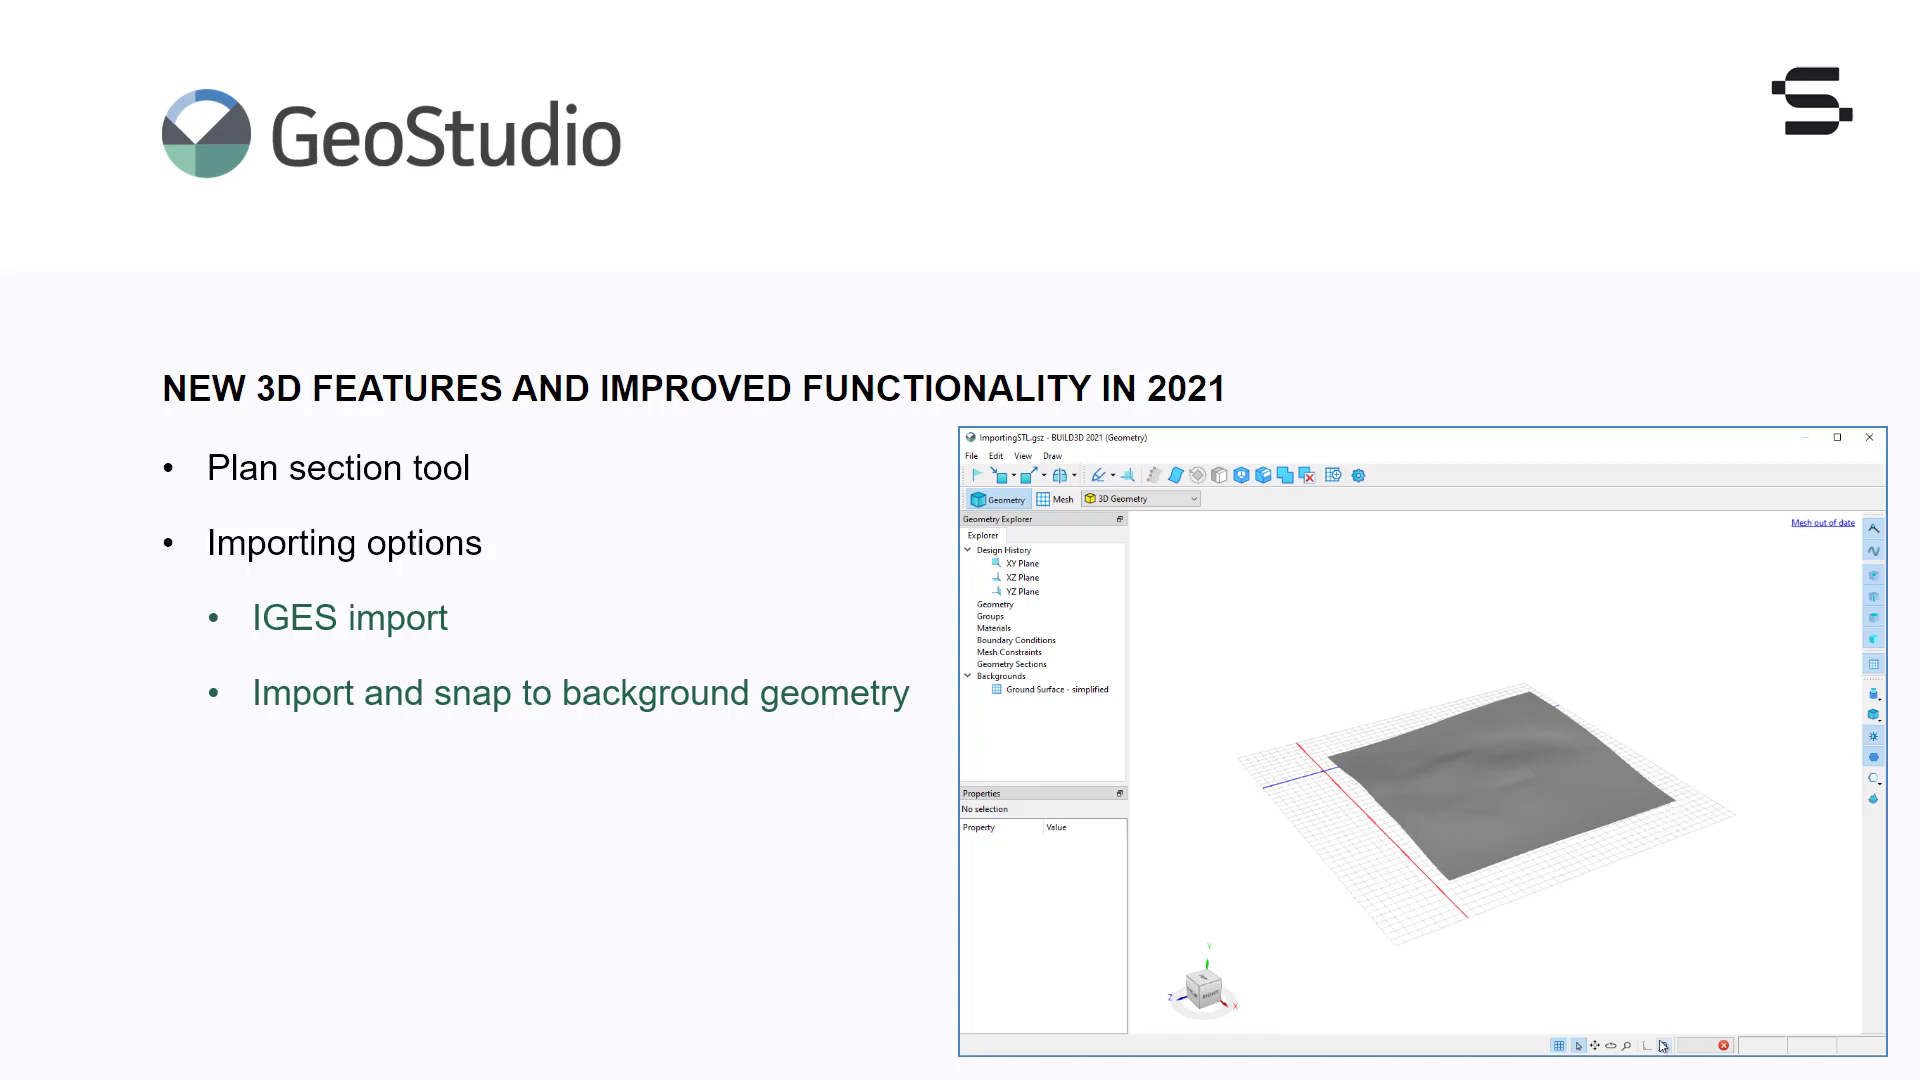 GeoStudio
NEW 3D FEATURES AND IMPROVED FUNCTIONALITY IN 2021
• Plan section tool
• Importing options
• IGES import
• Import and snap to background geometry
ImportingSTL.gsz - BUILD3D 2021 (Geometry)
File Edit View Draw
Geometry Mesh 3D Geometry
Geometry Explorer
Explorer
Design History
XY Plane
XZ Plane
YZ Plane
Geometry
Groups
Materials
Boundary Conditions
Mesh Constraints
Geometry Sections
Backgrounds
Ground Surface - simplified
Properties
No selection
Property Value
Mesh out of date
Y
Z
RIGHT
X